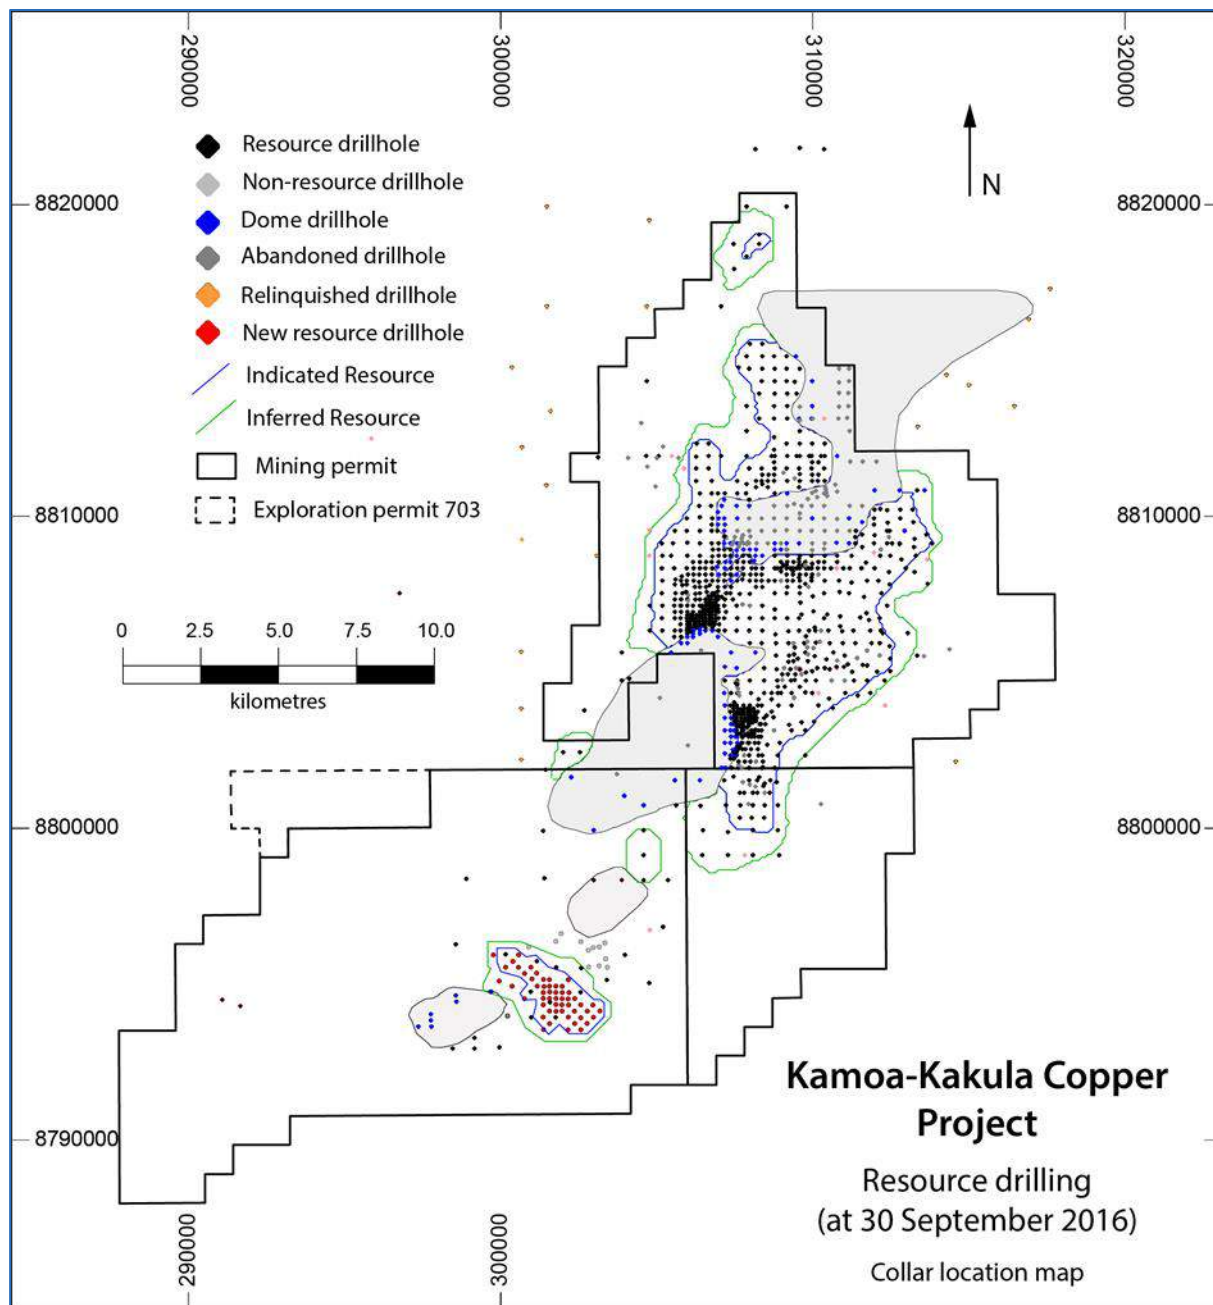 290000
300000
310000
320000
Resource drillhole
Non-resource drillhole
Dome drillhole
Abandoned drillhole
Relinquished drillhole
New resource drillhole
Indicated Resource
Inferred Resource
Mining permit
Exploration permit 703
N
8820000
8820000
8810000
8810000
0 2.5 5.0 7.5 10.0
kilometres
8800000
8800000
8790000
Kamoa-Kakula Copper
Project
Resource drilling
(at 30 September 2016)
Collar location map
290000
300000